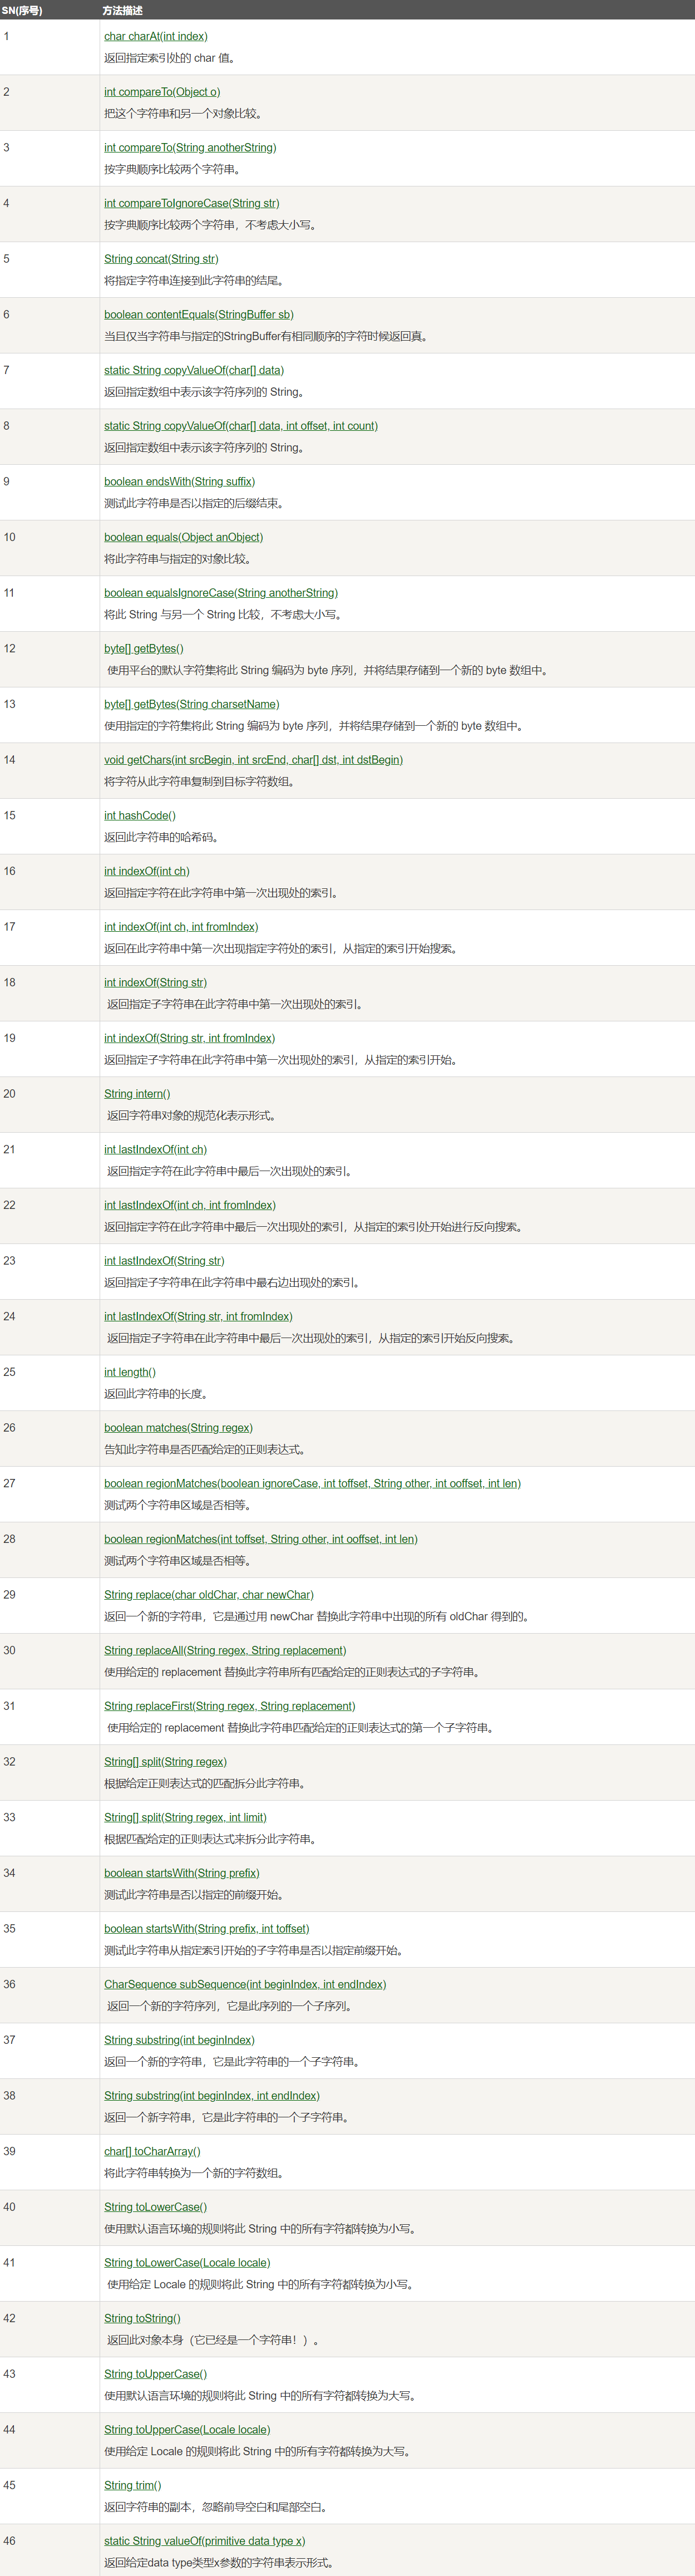 SN(序号) 方法描述
1 char charAt(int index)
返回指定索引处的 char 值。
2 int compareTo(Object o)
把这个字符串和另一个对象比较。
3 int compareTo(String anotherString)
按字典顺序比较两个字符串。
4 int compareToIgnoreCase(String str)
按字典顺序比较两个字符串，不考虑大小写。
5 String concat(String str)
将指定字符串连接到此字符串的结尾。
6 boolean contentEquals(StringBuffer sb)
当且仅当字符串与指定的StringBuffer有相同顺序的字符时候返回真。
7 static String copyValueOf(char[] data)
返回指定数组中表示该字符序列的 String。
8 static String copyValueOf(char[] data, int offset, int count)
返回指定数组中表示该字符序列的 String。
9 boolean endsWith(String suffix)
测试此字符串是否以指定的后缀结束。
10 boolean equals(Object anObject)
将此字符串与指定的对象比较。
11 boolean equalsIgnoreCase(String anotherString)
将此 String 与另一个 String 比较，不考虑大小写。
12 byte[] getBytes()
使用平台的默认字符集将此 String 编码为 byte 序列，并将结果存储到一个新的 byte 数组中。
13 byte[] getBytes(String charsetName)
使用指定的字符集将此 String 编码为 byte 序列，并将结果存储到一个新的 byte 数组中。
14 void getChars(int srcBegin, int srcEnd, char[] dst, int dstBegin)
将字符从此字符串复制到目标字符数组。
15 int hashCode()
返回此字符串的哈希码。
16 int indexOf(int ch)
返回指定字符在此字符串中第一次出现处的索引。
17 int indexOf(int ch, int fromIndex)
返回在此字符串中第一次出现指定字符处的索引，从指定的索引开始搜索。
18 int indexOf(String str)
返回指定子字符串在此字符串中第一次出现处的索引。
19 int indexOf(String str, int fromIndex)
返回指定子字符串在此字符串中第一次出现处的索引，从指定的索引开始。
20 String intern()
返回字符串对象的规范化表示形式。
21 int lastIndexOf(int ch)
返回指定字符在此字符串中最后一次出现处的索引。
22 int lastIndexOf(int ch, int fromIndex)
返回指定字符在此字符串中最后一次出现处的索引，从指定的索引处开始进行反向搜索。
23 int lastIndexOf(String str)
返回指定子字符串在此字符串中最右边出现处的索引。
24 int lastIndexOf(String str, int fromIndex)
返回指定子字符串在此字符串中最后一次出现处的索引，从指定的索引开始反向搜索。
25 int length()
返回此字符串的长度。
26 boolean matches(String regex)
告知此字符串是否匹配给定的正则表达式。
27 boolean regionMatches(boolean ignoreCase, int toffset, String other, int ooffset, int len)
测试两个字符串区域是否相等。
28 boolean regionMatches(int toffset, String other, int ooffset, int len)
测试两个字符串区域是否相等。
29 String replace(char oldChar, char newChar)
返回一个新的字符串，它是通过用 newChar 替换此字符串中出现的所有 oldChar 得到的。
30 String replaceAll(String regex, String replacement)
使用给定的 replacement 替换此字符串所有匹配给定的正则表达式的子字符串。
31 String replaceFirst(String regex, String replacement)
使用给定的 replacement 替换此字符串匹配给定的正则表达式的第一个子字符串。
32 String[] split(String regex)
根据给定正则表达式的匹配拆分此字符串。
33 String[] split(String regex, int limit)
根据匹配给定的正则表达式来拆分此字符串。
34 boolean startsWith(String prefix)
测试此字符串是否以指定的前缀开始。
35 boolean startsWith(String prefix, int toffset)
测试此字符串从指定索引开始的子字符串是否以指定前缀开始。
36 CharSequence subSequence(int beginIndex, int endIndex)
返回一个新的字符序列，它是此序列的一个子序列。
37 String substring(int beginIndex)
返回一个新的字符串，它是此字符串的一个子字符串。
38 String substring(int beginIndex, int endIndex)
返回一个新字符串，它是此字符串的一个子字符串。
39 char[] toCharArray()
将此字符串转换为一个新的字符数组。
40 String toLowerCase()
使用默认语言环境的规则将此 String 中的所有字符都转换为小写。
41 String toLowerCase(Locale locale)
使用给定 Locale 的规则将此 String 中的所有字符都转换为小写。
42 String toString()
返回此对象本身（它已经是一个字符串！）。
43 String toUpperCase()
使用默认语言环境的规则将此 String 中的所有字符都转换为大写。
44 String toUpperCase(Locale locale)
使用给定 Locale 的规则将此 String 中的所有字符都转换为大写。
45 String trim()
返回字符串的副本，忽略前导空白和尾部空白。
46 static String valueOf(primitive data type x)
返回给定data type类型x参数的字符串表示形式。